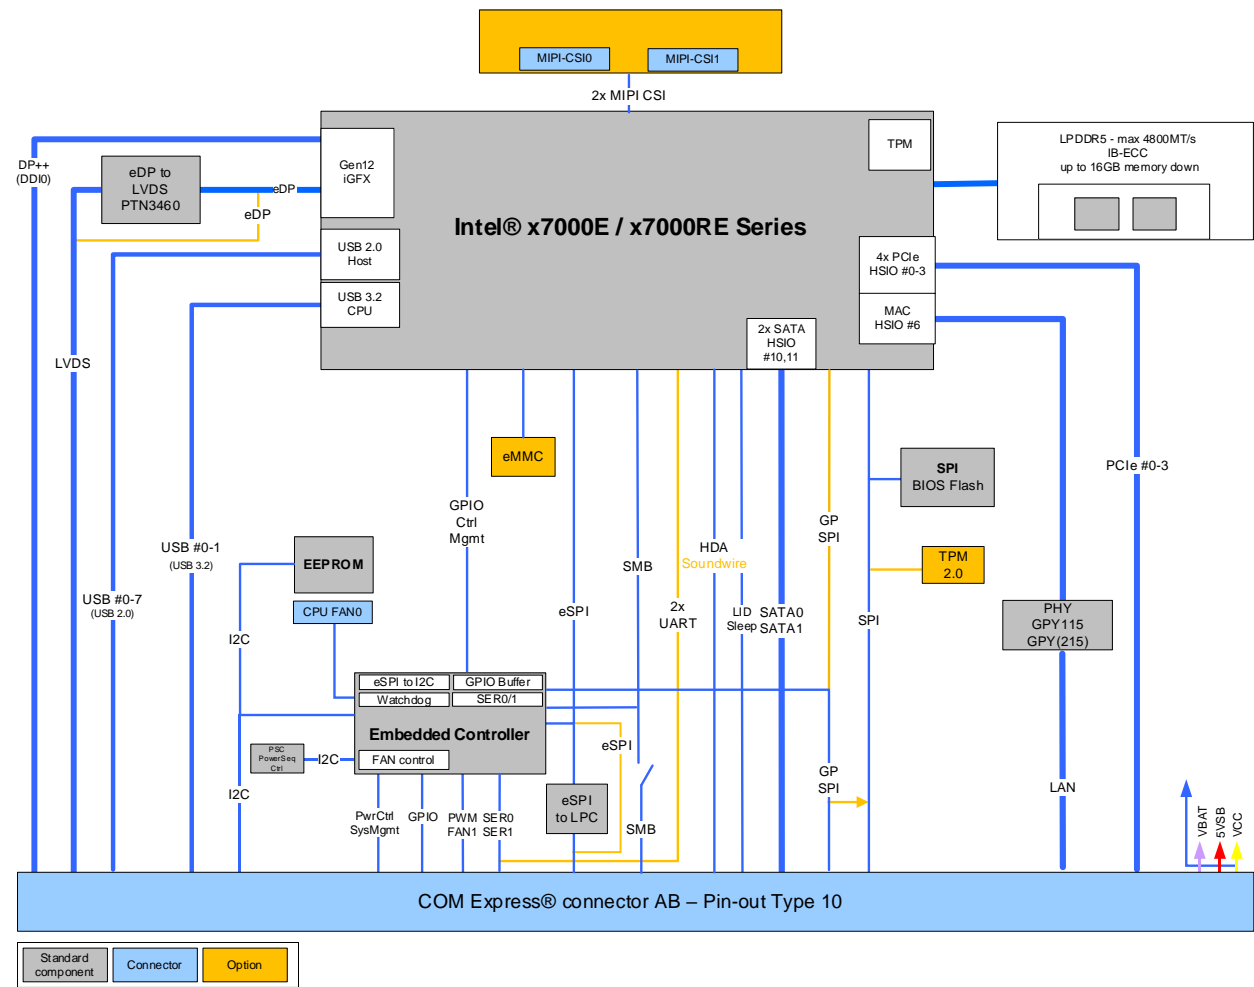 MIPI-CSI0
MIPI-CSI1
2x MIPI CSI
DP++
(DDI0)
eDP to
LVDS
PTN3460
eDP
eDP
Gen12
iGFX
TPM
LPDDR5 - max 4800MT/s
IB-ECC
up to 16GB memory down
Intel® x7000E / x7000RE Series
USB 2.0
Host
USB 3.2
CPU
4x PCIe
HSIO #0-3
MAC
HSIO #6
2x SATA
HSIO
#10,11
LVDS
eMMC
SPI
BIOS Flash
PCIe #0-3
GPIO
Ctrl
Mgmt
GP
SPI
USB #0-1
(USB 3.2)
EEPROM
HDA
Soundwire
SMB
TPM
2.0
USB #0-7
(USB 2.0)
CPU FAN0
eSPI
2x
UART
LID
Sleep
SATA0
SATA1
SPI
PHY
GPY115
GPY(215)
I2C
eSPI to I2C
GPIO Buffer
Watchdog
SER0/1
Embedded Controller
FAN control
PSC
PowerSeq
Ctrl
I2C
eSPI
I2C
GP
SPI
LAN
PwrCtrl
SysMgmt
GPIO
PWM
FAN1
SER0
SER1
eSPI
to LPC
SMB
VBAT
5VSB
VCC
COM Express® connector AB – Pin-out Type 10
Standard
component
Connector
Option